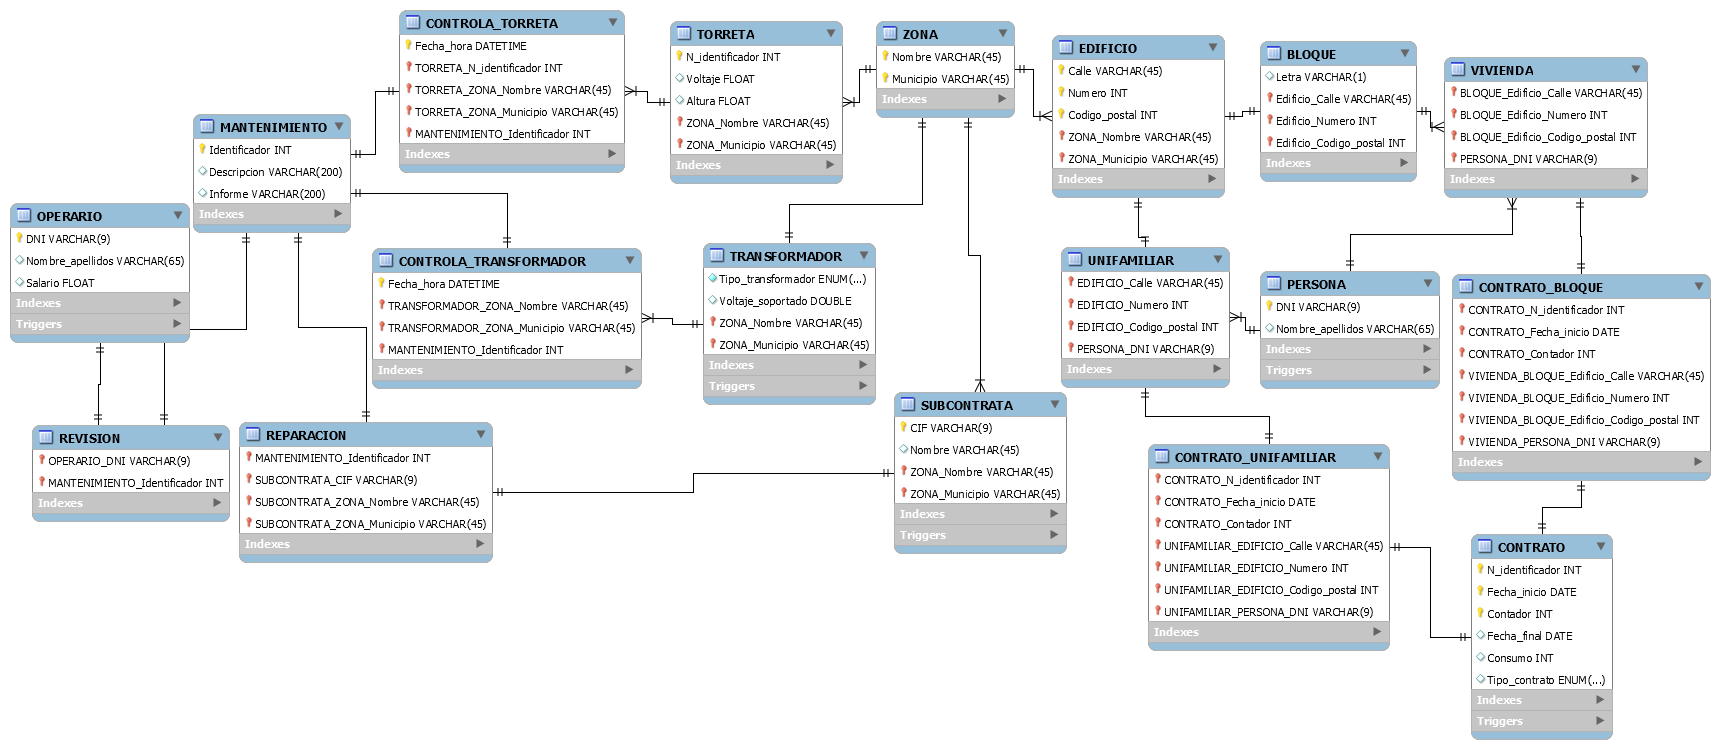 CONTROLA_TORRETA
Fecha_hora DATETIME
TORRETA_N_identificador INT
TORRETA_ZONA_Nombre VARCHAR(45)
TORRETA_ZONA_Municipio VARCHAR(45)
MANTENIMIENTO_Identificador INT
Indexes
TORRETA
N_identificador INT
Voltaje FLOAT
Altura FLOAT
ZONA_Nombre VARCHAR(45)
ZONA_Municipio VARCHAR(45)
Indexes
ZONA
Nombre VARCHAR(45)
Municipio VARCHAR(45)
Indexes
EDIFICIO
Calle VARCHAR(45)
Numero INT
Codigo_postal INT
ZONA_Nombre VARCHAR(45)
ZONA_Municipio VARCHAR(45)
Indexes
BLOQUE
Letra VARCHAR(1)
Edificio_Calle VARCHAR(45)
Edificio_Numero INT
Edificio_Codigo_postal INT
Indexes
VIVIENDA
BLOQUE_Edificio_Calle VARCHAR(45)
BLOQUE_Edificio_Numero INT
BLOQUE_Edificio_Codigo_postal INT
PERSONA_DNI VARCHAR(9)
Indexes
MANTENIMIENTO
Identificador INT
Descripcion VARCHAR(200)
Informe VARCHAR(200)
Indexes
OPERARIO
DNI VARCHAR(9)
Nombre_apellidos VARCHAR(65)
Salario FLOAT
Indexes
Triggers
CONTROLA_TRANSFORMADOR
Fecha_hora DATETIME
TRANSFORMADOR_ZONA_Nombre VARCHAR(45)
TRANSFORMADOR_ZONA_Municipio VARCHAR(45)
MANTENIMIENTO_Identificador INT
Indexes
TRANSFORMADOR
Tipo_transformador ENUM(...)
Voltaje_soportado DOUBLE
ZONA_Nombre VARCHAR(45)
ZONA_Municipio VARCHAR(45)
Indexes
Triggers
UNIFAMILIAR
EDIFICIO_Calle VARCHAR(45)
EDIFICIO_Numero INT
EDIFICIO_Codigo_postal INT
PERSONA_DNI VARCHAR(9)
Indexes
PERSONA
DNI VARCHAR(9)
Nombre_apellidos VARCHAR(65)
Indexes
Triggers
CONTRATO_BLOQUE
CONTRATO_N_identificador INT
CONTRATO_Fecha_inicio DATE
CONTRATO_Contador INT
VIVIENDA_BLOQUE_Edificio_Calle VARCHAR(45)
VIVIENDA_BLOQUE_Edificio_Numero INT
VIVIENDA_BLOQUE_Edificio_Codigo_postal INT
VIVIENDA_PERSONA_DNI VARCHAR(9)
Indexes
REVISION
OPERARIO_DNI VARCHAR(9)
MANTENIMIENTO_Identificador INT
Indexes
REPARACION
MANTENIMIENTO_Identificador INT
SUBCONTRATA_CIF VARCHAR(9)
SUBCONTRATA_ZONA_Nombre VARCHAR(45)
SUBCONTRATA_ZONA_Municipio VARCHAR(45)
Indexes
SUBCONTRATA
CIF VARCHAR(9)
Nombre VARCHAR(45)
ZONA_Nombre VARCHAR(45)
ZONA_Municipio VARCHAR(45)
Indexes
Triggers
CONTRATO_UNIFAMILIAR
CONTRATO_N_identificador INT
CONTRATO_Fecha_inicio DATE
CONTRATO_Contador INT
UNIFAMILIAR_EDIFICIO_Calle VARCHAR(45)
UNIFAMILIAR_EDIFICIO_Numero INT
UNIFAMILIAR_EDIFICIO_Codigo_postal INT
UNIFAMILIAR_PERSONA_DNI VARCHAR(9)
Indexes
CONTRATO
N_identificador INT
Fecha_inicio DATE
Contador INT
Fecha_final DATE
Consumo INT
Tipo_contrato ENUM(...)
Indexes
Triggers